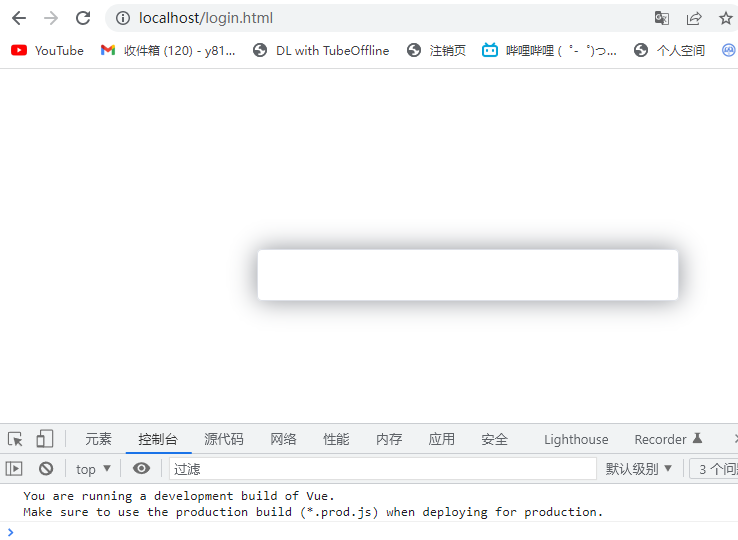 localhost/login.html
YouTube 收件箱 (120) - y81... DL with TubeOffline 注销页 哔哩哔哩 (゜-゜)つ... 个人空间
元素 控制台 源代码 网络 性能 内存 应用 安全 Lighthouse Recorder
top ▼ 过滤 默认级别 ▼ 3 个问
You are running a development build of Vue.
Make sure to use the production build (*.prod.js) when deploying for production.